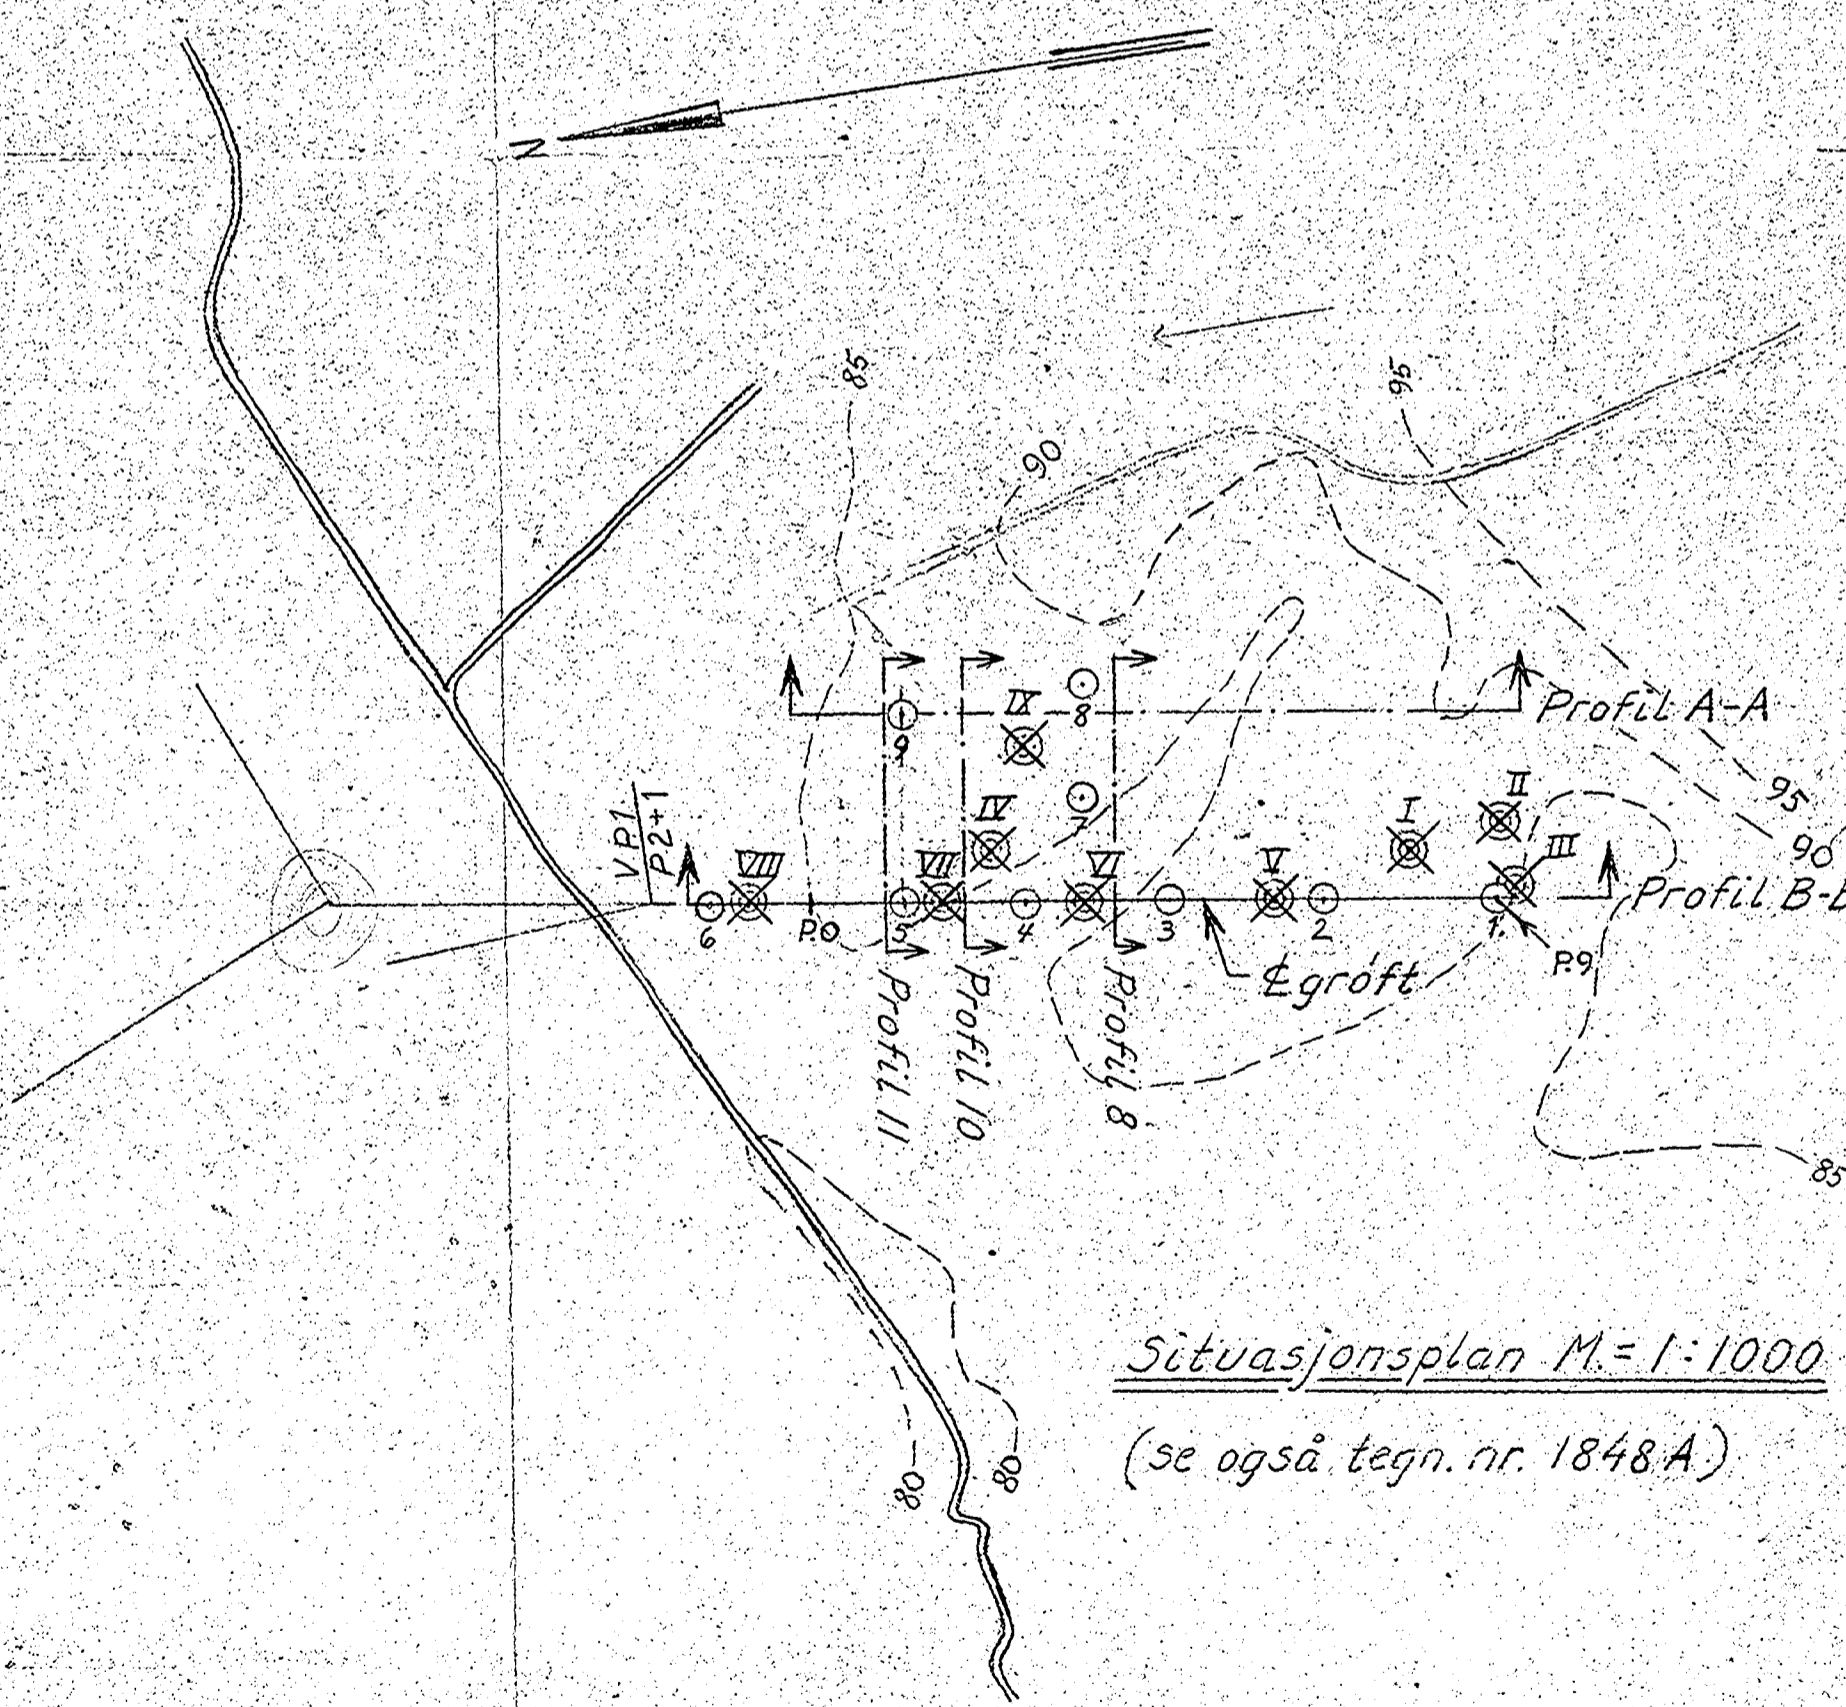 N
85
95
90
Profil A-A
IX
8
9
II
95
VP1
P2+1
IV
7
I
III
90
VIII
VII
VI
V
Profil B-
6
P.0
5
4
3
2
1
P.9
℄ grøft
Profil 11
Profil 10
Profil 8
85
Situasjonsplan M.= 1:1000
(se også tegn. nr. 1848 A.)
80
80